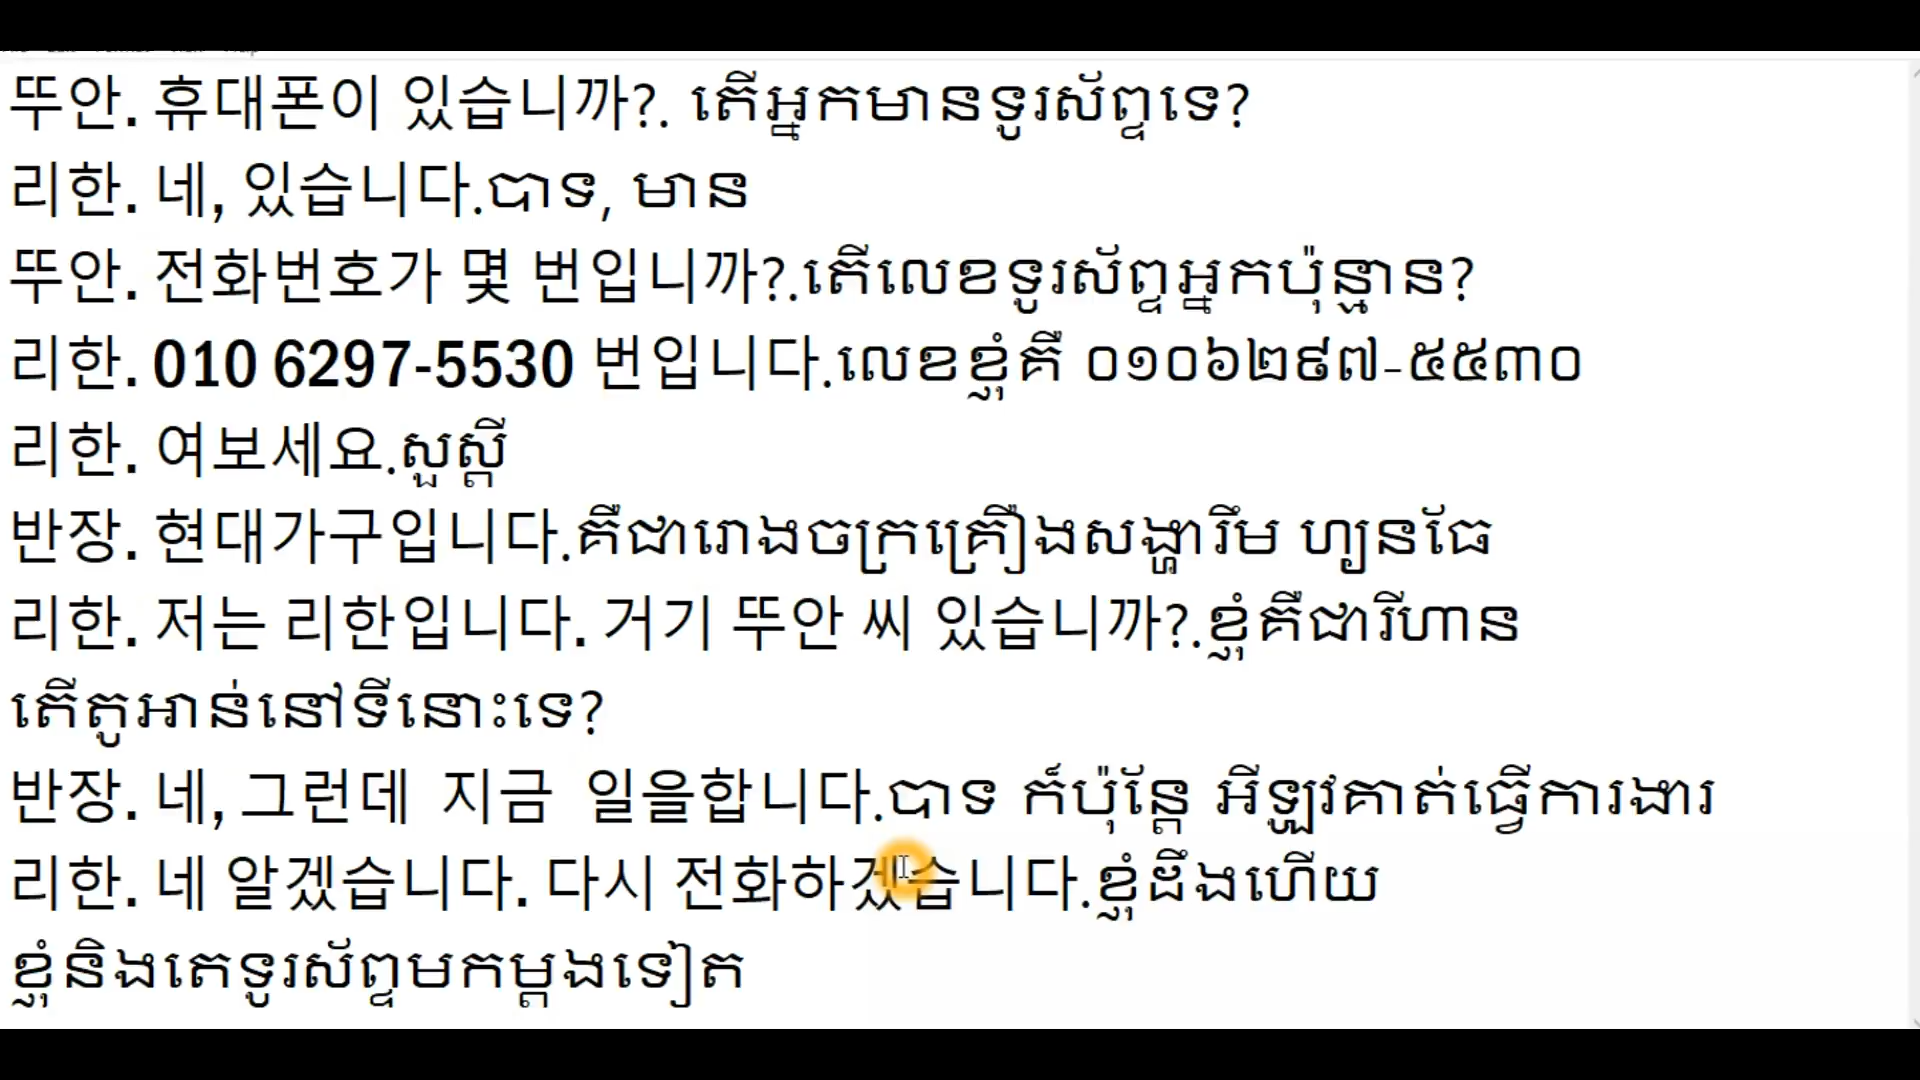 뚜안. 휴대폰이 있습니까?. តើអ្នកមានទូរស័ព្ទទេ?
리한. 네, 있습니다.បាទ, មាន
뚜안. 전화번호가 몇 번입니까?.តើលេខទូរស័ព្ទអ្នកប៉ុន្មាន?
리한. 010 6297-5530 번입니다.លេខខ្ញុំគឺ ០១០៦២៩៧-៥៥៣០
리한. 여보세요.សួស្តី
반장. 현대가구입니다.គឺជារោងចក្រគ្រឿងសង្ហារឹម ហ្យនធែ
리한. 저는 리한입니다. 거기 뚜안 씨 있습니까?.ខ្ញុំគឺជារីហាន
តើតូអាន់នៅទីនោះទេ?
반장. 네, 그런데 지금 일을합니다.បាទ ក៏ប៉ុន្តែ អីឡូវគាត់ធ្វើការងារ
리한. 네 알겠습니다. 다시 전화하겠습니다.ខ្ញុំដឹងហើយ
ខ្ញុំនិងតេទូរស័ព្ទមកម្តងទៀត